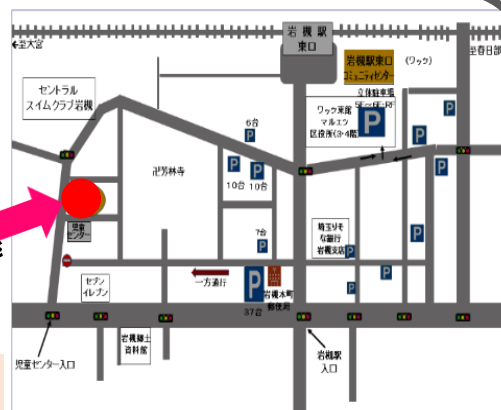 岩槻駅
東口
←至大宮
至春日部
岩槻駅東口
コミュニティセンター
(ワッツ)
セントラル
スイムクラブ岩槻
立体駐車場
5F~6F・RF
ワッツ東館
マルエツ
区役所(3・4階)
P
6台
P
卍芳林寺
P
P
10台
10台
P
P
P
7台
P
児童
センター
埼玉りそ
な銀行
岩槻支店
P
P
P
P
セブン
イレブン
一方通行
P
37台
岩槻本町
郵便局
岩槻郷土
資料館
児童センター入口
岩槻駅
入口